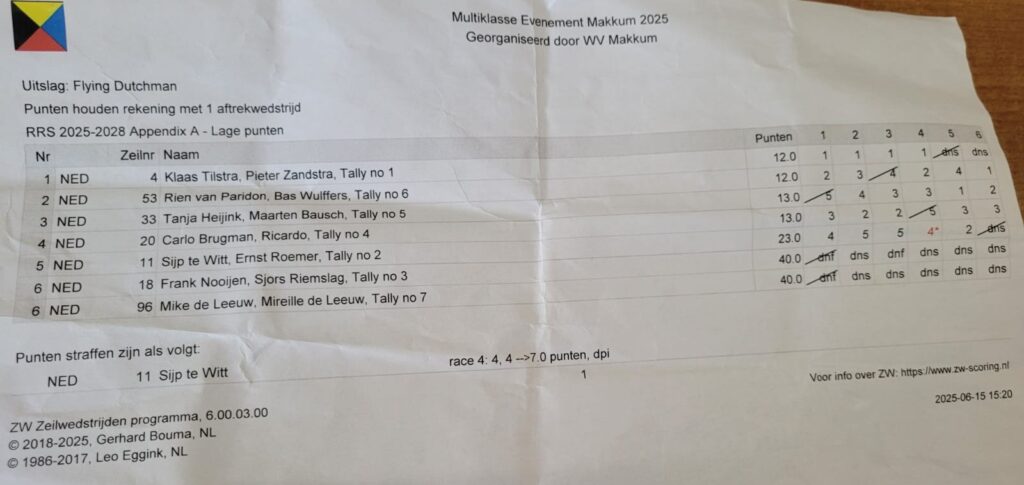 Multiklasse Evenement Makkum 2025
Georganiseerd door WV Makkum
Uitslag: Flying Dutchman
Punten houden rekening met 1 aftrekwedstrijd
RRS 2025-2028 Appendix A - Lage punten
Nr Zeilnr Naam Punten 1 2 3 4 5 6
1 NED 4 Klaas Tilstra, Pieter Zandstra, Tally no 1 12.0 1 1 1 1 dns dns
2 NED 53 Rien van Paridon, Bas Wulffers, Tally no 6 12.0 2 3 4 2 4 1
3 NED 33 Tanja Heijink, Maarten Bausch, Tally no 5 13.0 5 4 3 3 1 2
4 NED 20 Carlo Brugman, Ricardo, Tally no 4 13.0 3 2 2 5 3 3
5 NED 11 Sijp te Witt, Ernst Roemer, Tally no 2 23.0 4 5 5 4* 2 dns
6 NED 18 Frank Nooijen, Sjors Riemslag, Tally no 3 40.0 dnf dns dnf dns dns dns
6 NED 96 Mike de Leeuw, Mireille de Leeuw, Tally no 7 40.0 dnf dns dns dns dns dns
Punten straffen zijn als volgt:
NED 11 Sijp te Witt race 4: 4, 4 -->7.0 punten, dpi
1
Voor info over ZW: https://www.zw-scoring.nl
2025-06-15 15:20
ZW Zeilwedstrijden programma, 6.00.03.00
© 2018-2025, Gerhard Bouma, NL
© 1986-2017, Leo Eggink, NL